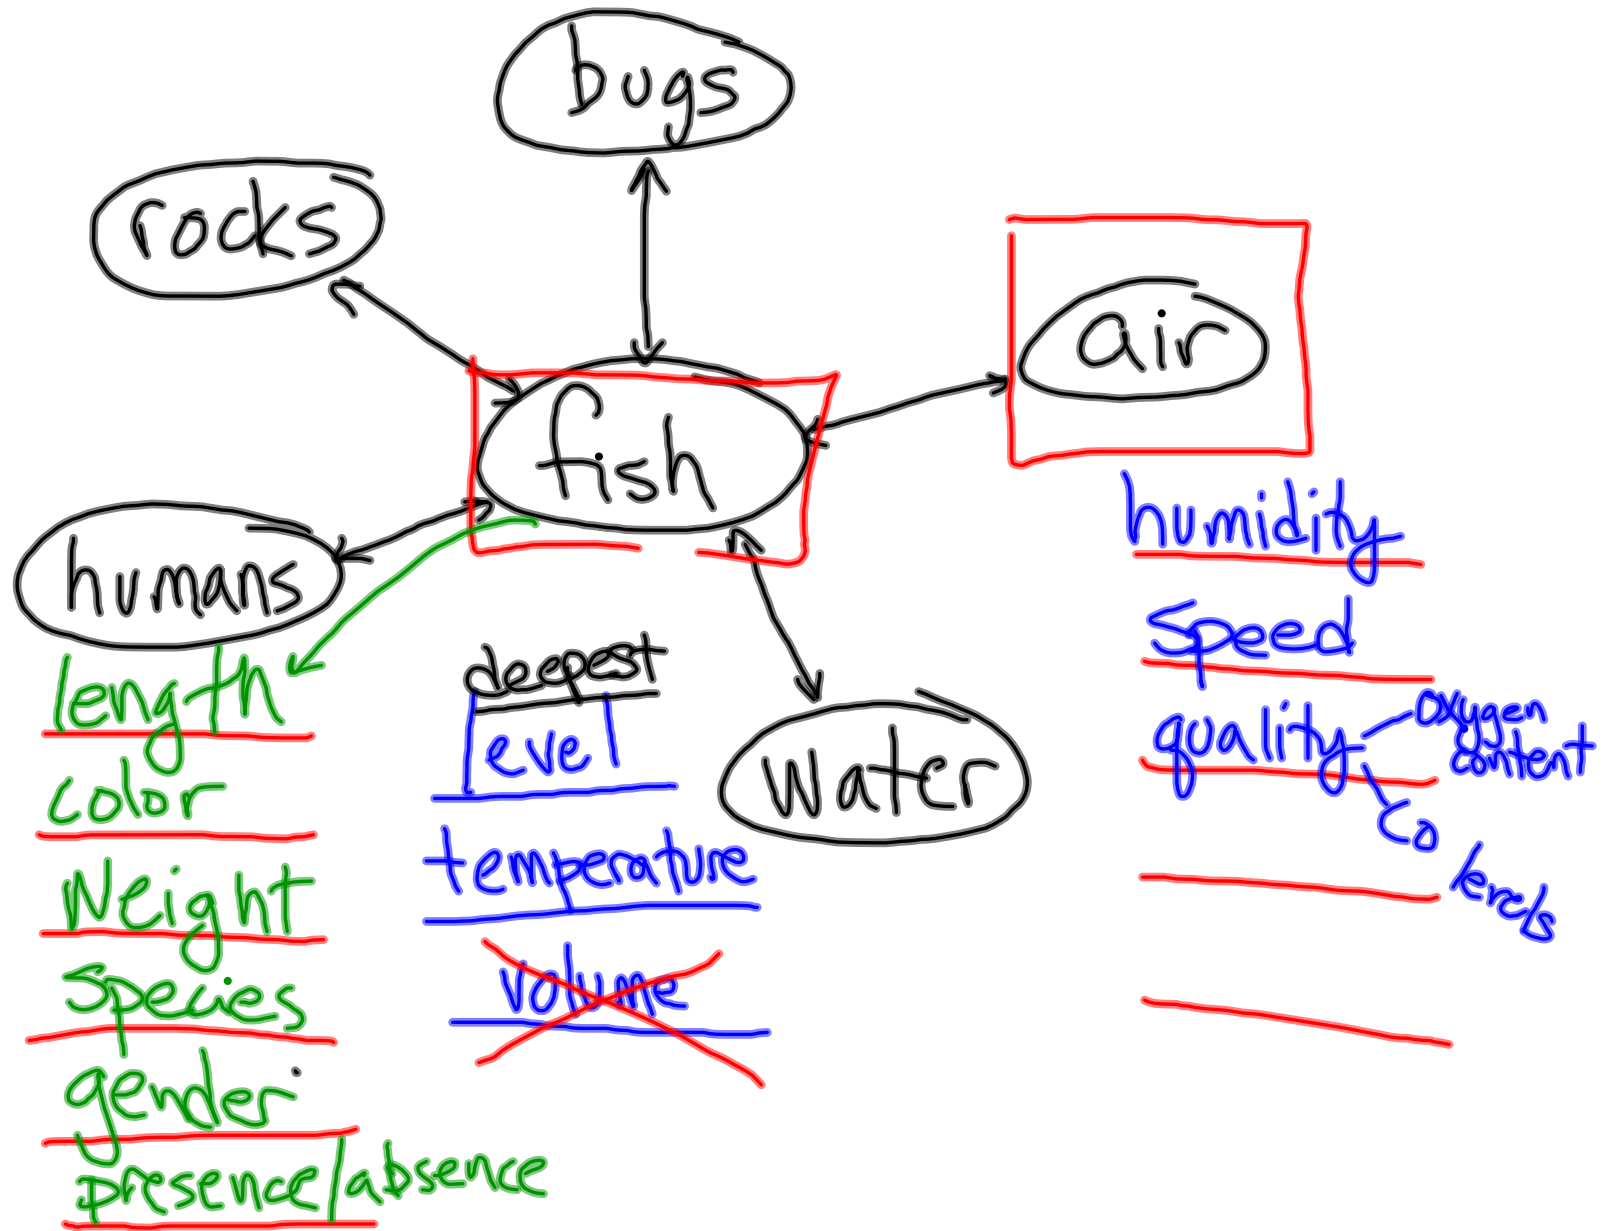 bugs
rocks
air
fish
humans
water
length
color
weight
species
gender
presence/absence
deepest
level
temperature
volume
humidity
speed
quality
oxygen
content
CO
levels